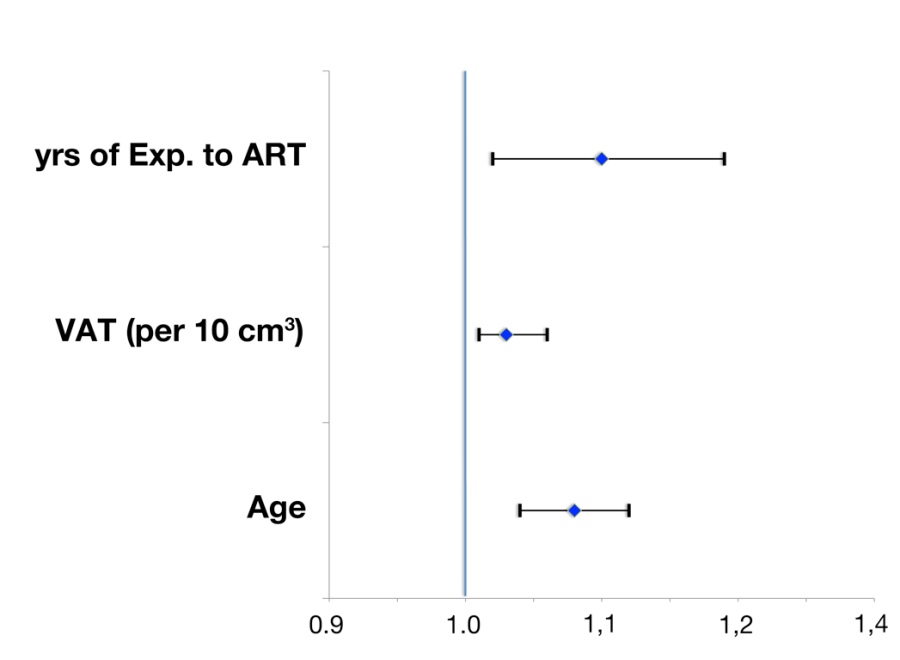 yrs of Exp. to ART
VAT (per 10 cm³)
Age
0.9 1.0 1,1 1,2 1,4